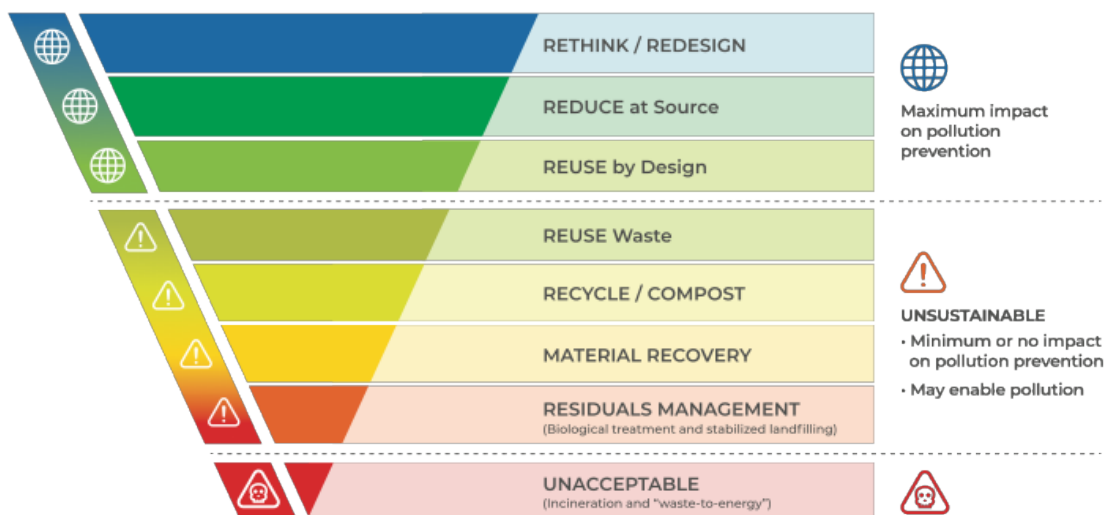 RETHINK / REDESIGN
REDUCE at Source
REUSE by Design
Maximum impact
on pollution
prevention
REUSE Waste
RECYCLE / COMPOST
MATERIAL RECOVERY
RESIDUALS MANAGEMENT
(Biological treatment and stabilized landfilling)
UNSUSTAINABLE
• Minimum or no impact
on pollution prevention
• May enable pollution
UNACCEPTABLE
(Incineration and “waste-to-energy”)